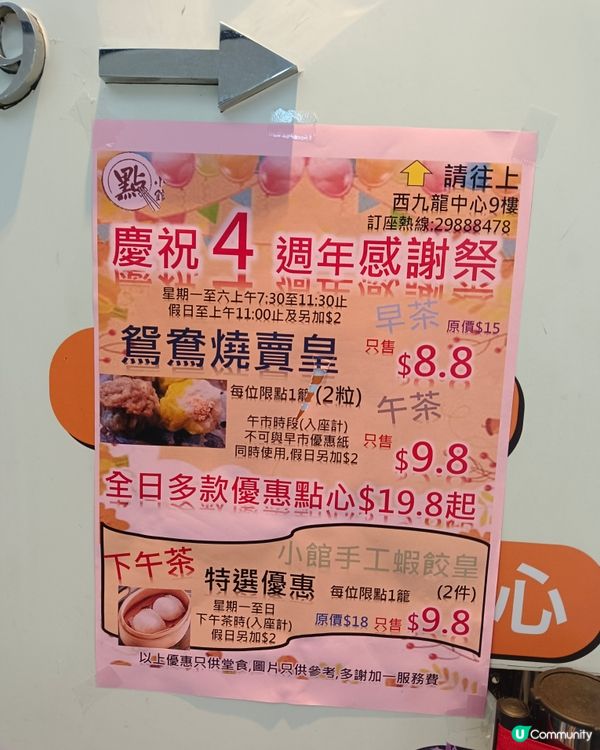 9
點
小館
請往上
西九龍中心9樓
訂座熱線:29888478
慶祝4週年感謝祭
星期一至六上午7:30至11:30止
假日至上午11:00止及另加$2
早茶 原價$15
鴛鴦燒賣皇 只售 $8.8
每位限點1籠 (2粒)
午茶
午市時段(入座計)
不可與早市優惠紙
同時使用,假日另加$2
只售 $9.8
全日多款優惠點心$19.8起
下午茶 特選優惠
小館手工蝦餃皇
每位限點1籠 (2件)
星期一至日
下午茶時(入座計)
假日另加$2
原價$18 只售 $9.8
以上優惠只供堂食,圖片只供參考,多謝加一服務費
心
U Community